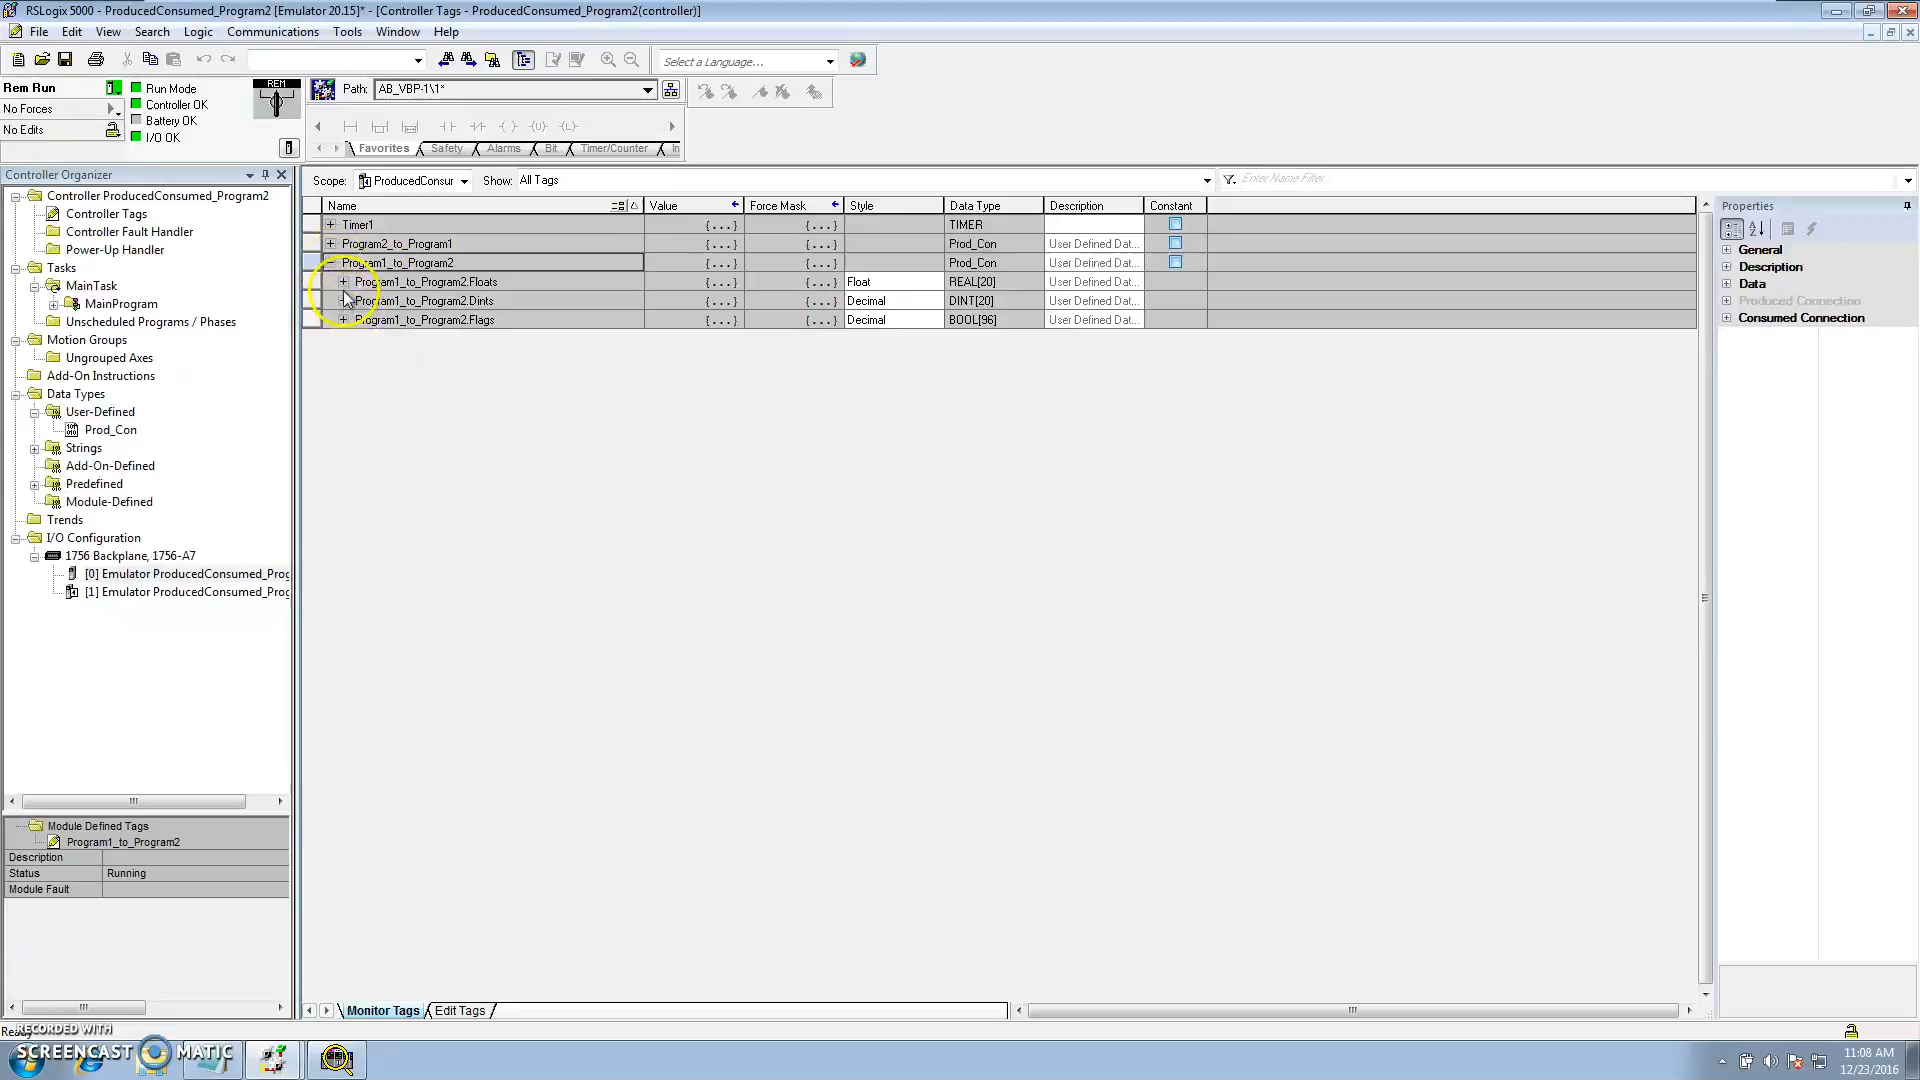 RSLogix 5000 - ProducedConsumed_Program2 [Emulator 20.15]* - [Controller Tags - ProducedConsumed_Program2(controller)]
File Edit View Search Logic Communications Tools Window Help
Select a Language...
Rem Run
No Forces
No Edits
Run Mode
Controller OK
Battery OK
I/O OK
REM
Path: AB_VBP-1\1*
Favorites Safety Alarms Bit Timer/Counter In
Controller Organizer
Controller ProducedConsumed_Program2
Controller Tags
Controller Fault Handler
Power-Up Handler
Tasks
MainTask
MainProgram
Unscheduled Programs / Phases
Motion Groups
Ungrouped Axes
Add-On Instructions
Data Types
User-Defined
Prod_Con
Strings
Add-On-Defined
Predefined
Module-Defined
Trends
I/O Configuration
1756 Backplane, 1756-A7
[0] Emulator ProducedConsumed_Prog
[1] Emulator ProducedConsumed_Prog
Module Defined Tags
Program1_to_Program2
Description
Status Running
Module Fault
Scope: ProducedConsur Show: All Tags Enter Name Filter...
Name Value Force Mask Style Data Type Description Constant
Timer1 {...} {...} TIMER
Program2_to_Program1 {...} {...} Prod_Con User Defined Dat...
Program1_to_Program2 {...} {...} Prod_Con User Defined Dat...
Program1_to_Program2.Floats {...} {...} Float REAL[20] User Defined Dat...
Program1_to_Program2.Dints {...} {...} Decimal DINT[20] User Defined Dat...
Program1_to_Program2.Flags {...} {...} Decimal BOOL[96] User Defined Dat...
Properties
General
Description
Data
Produced Connection
Consumed Connection
Monitor Tags Edit Tags
Ready
RECORDED WITH
SCREENCAST MATIC
11:08 AM
12/23/2016